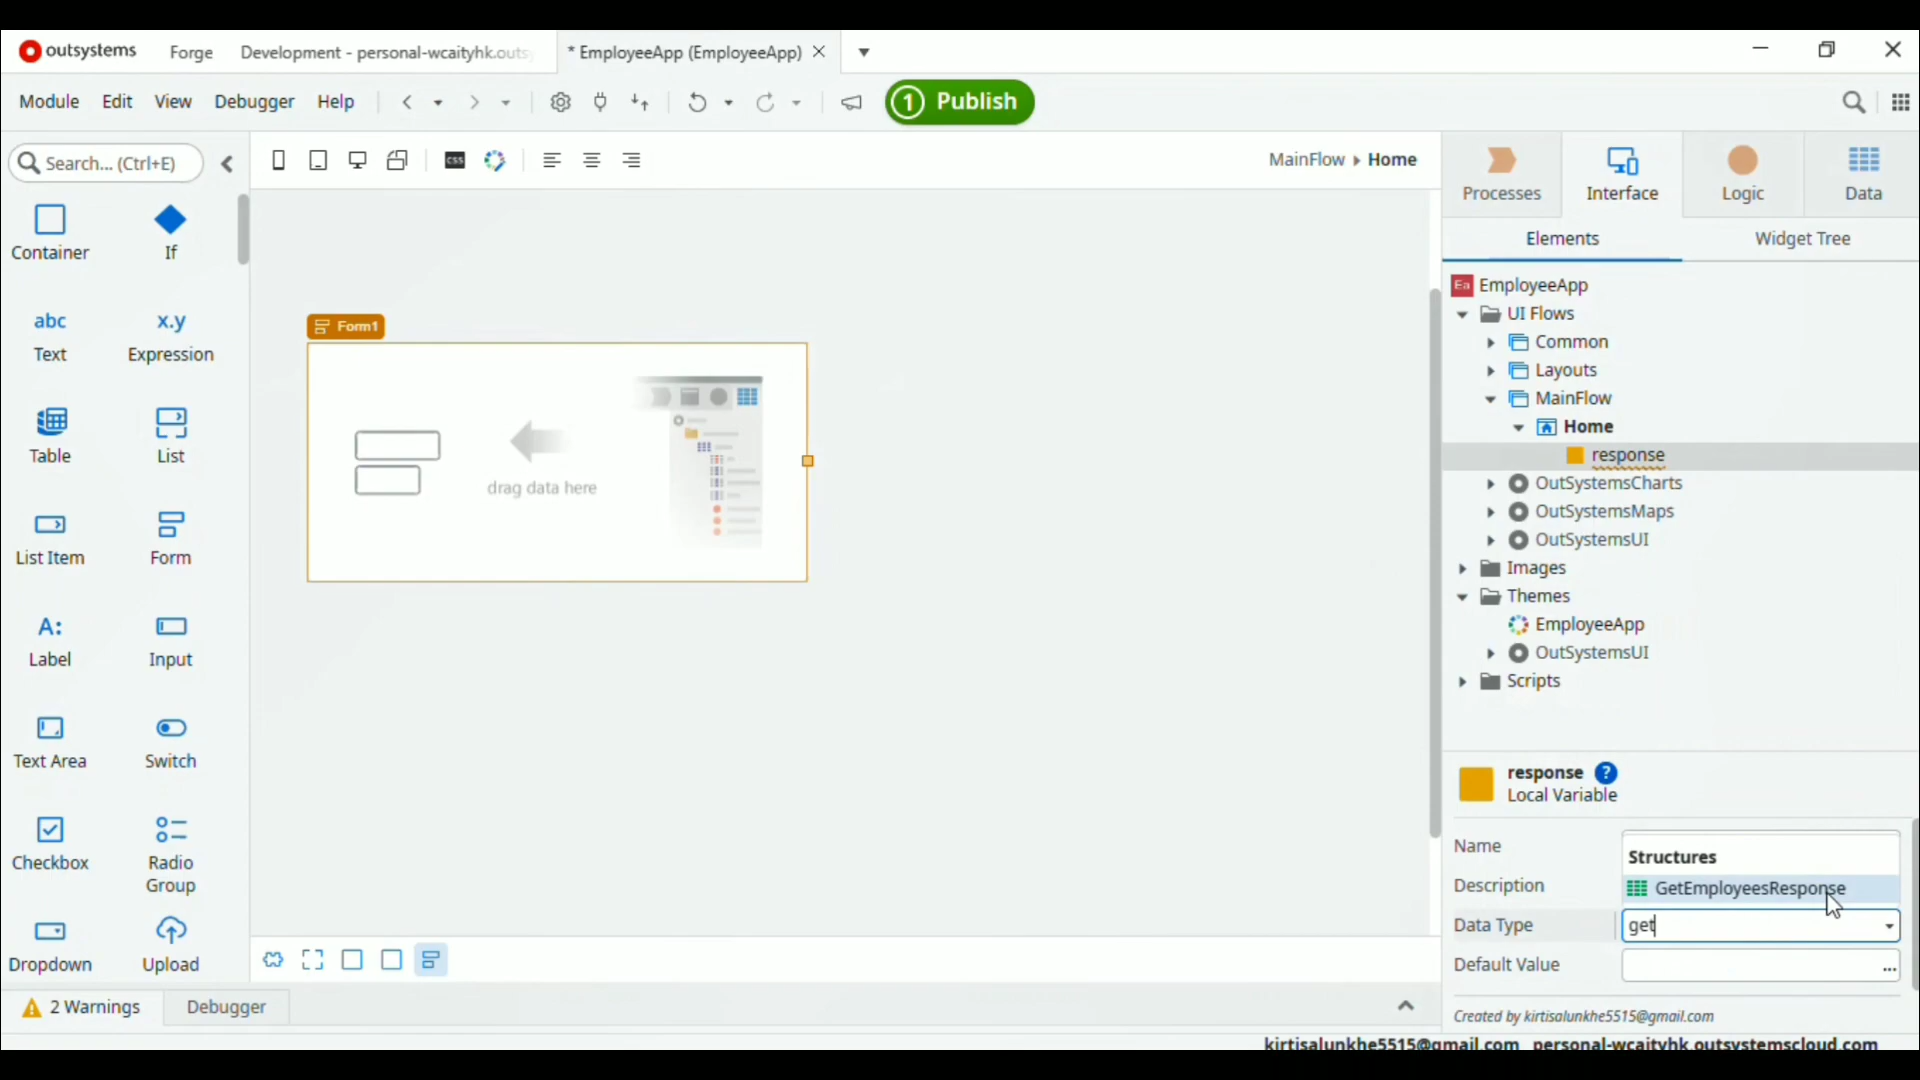 outsystems
Forge
Development - personal-wcaityhk.outs
* EmployeeApp (EmployeeApp)
Module Edit View Debugger Help
1 Publish
Search... (Ctrl+E)
css
MainFlow Home
Processes Interface Logic Data
Elements Widget Tree
Container If
abc x.y
Text Expression
Table List
List Item Form
A:
Label Input
Text Area Switch
Checkbox Radio
Group
Dropdown Upload
Form1
drag data here
Ea EmployeeApp
UI Flows
Common
Layouts
MainFlow
Home
response
OutSystemsCharts
OutSystemsMaps
OutSystemsUI
Images
Themes
EmployeeApp
OutSystemsUI
Scripts
response ?
Local Variable
Name
Structures
Description
GetEmployeesResponse
Data Type get
Default Value ...
Created by kirtisalunkhe5515@gmail.com
2 Warnings Debugger
kirtisalunkhe5515@gmail.com personal-wcaityhk.outsystemscloud.com